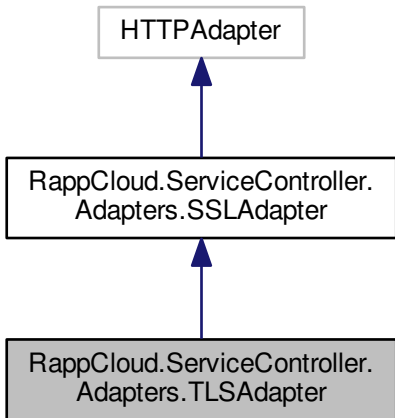 HTTPAdapter
RappCloud.ServiceController.
Adapters.SSLAdapter
RappCloud.ServiceController.
Adapters.TLSAdapter